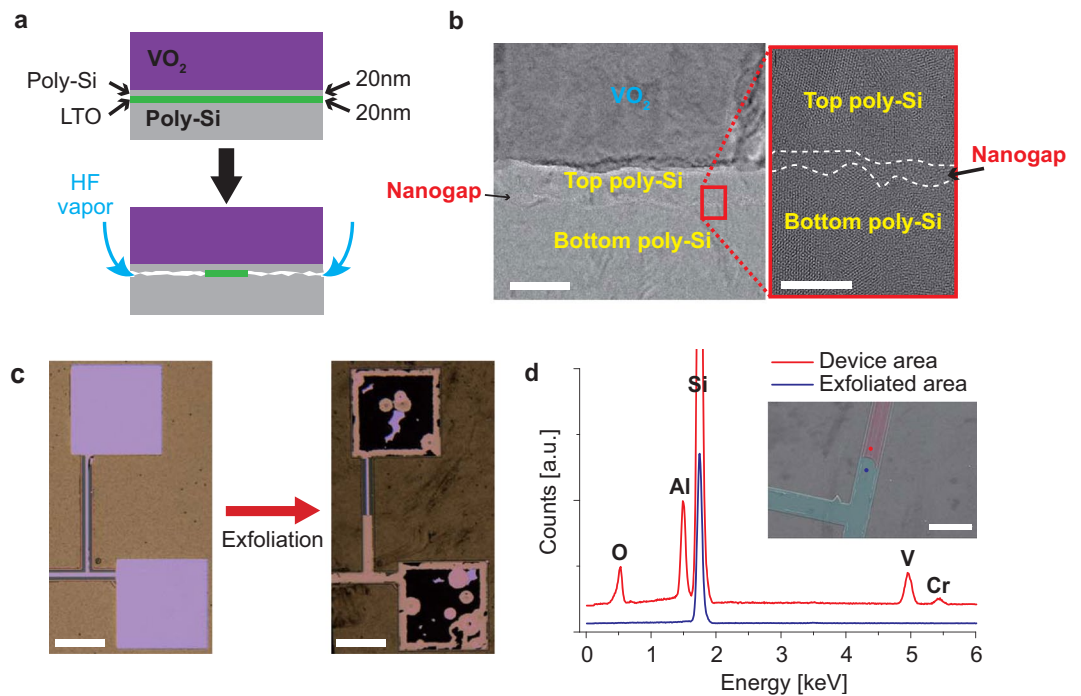 a
VO2
Poly-Si
20nm
LTO
Poly-Si
20nm
HF
vapor
b
VO2
Top poly-Si
Nanogap
Bottom poly-Si
Top poly-Si
Nanogap
Bottom poly-Si
c
Exfoliation
d
Device area
Exfoliated area
Si
Al
O
V
Cr
Counts [a.u.]
0 1 2 3 4 5 6
Energy [keV]